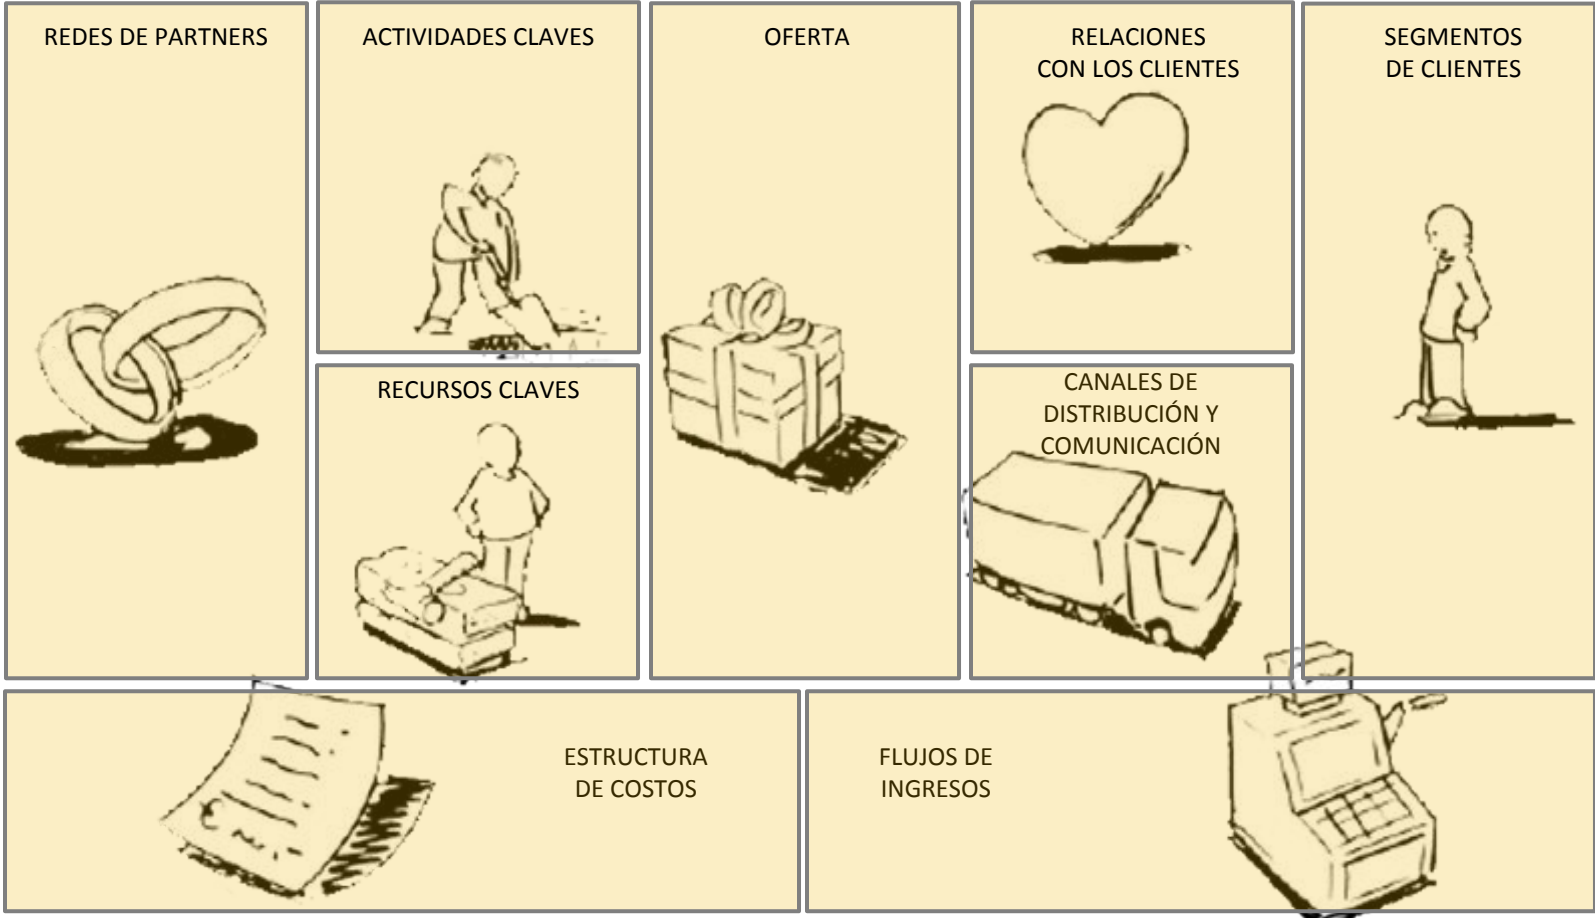 REDES DE PARTNERS
ACTIVIDADES CLAVES
OFERTA
RELACIONES
CON LOS CLIENTES
SEGMENTOS
DE CLIENTES
RECURSOS CLAVES
CANALES DE
DISTRIBUCIÓN Y
COMUNICACIÓN
ESTRUCTURA
DE COSTOS
FLUJOS DE
INGRESOS